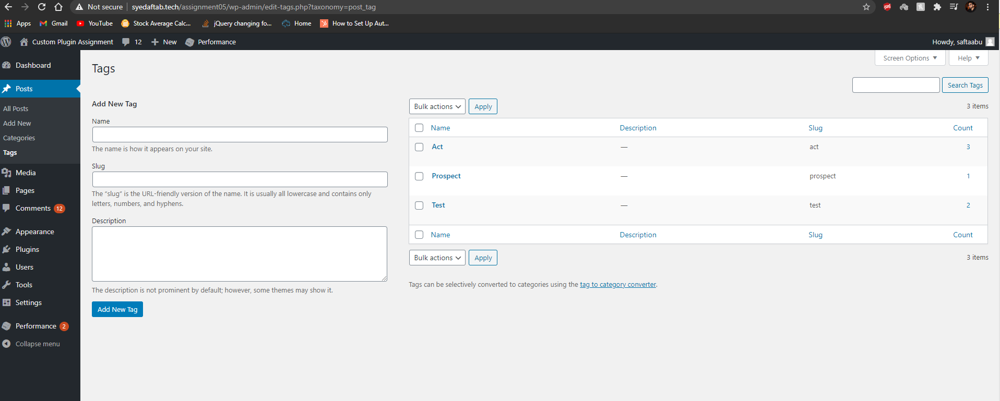 Not secure syedaftab.tech/assignment05/wp-admin/edit-tags.php?taxonomy=post_tag
Apps Gmail YouTube Stock Average Calc... jQuery changing fo... Home How to Set Up Aut...
Custom Plugin Assignment 12 New Performance Howdy, saftaabu
Dashboard
Posts
All Posts
Add New
Categories
Tags
Media
Pages
Comments 12
Appearance
Plugins
Users
Tools
Settings
Performance 2
Collapse menu
Screen Options Help
Tags
Search Tags
Add New Tag
Name
The name is how it appears on your site.
Slug
The “slug” is the URL-friendly version of the name. It is usually all lowercase and contains only
letters, numbers, and hyphens.
Description
The description is not prominent by default; however, some themes may show it.
Add New Tag
Bulk actions Apply 3 items
Name Description Slug Count
Act — act 3
Prospect — prospect 1
Test — test 2
Name Description Slug Count
Bulk actions Apply 3 items
Tags can be selectively converted to categories using the tag to category converter.